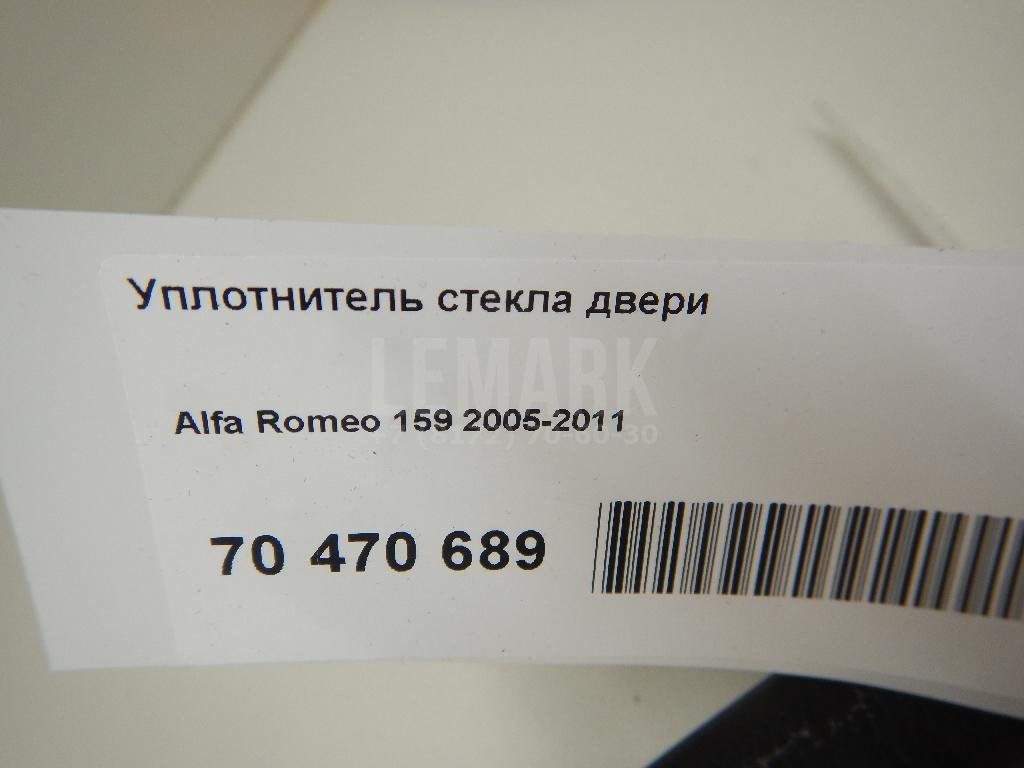 Уплотнитель стекла двери
LEMARK
Alfa Romeo 159 2005-2011
70 470 689